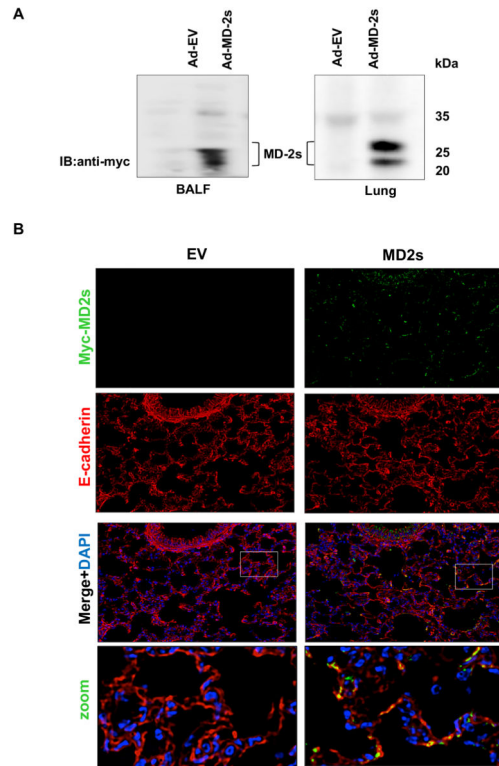 A
Ad-EV
Ad-MD-2s
Ad-EV
Ad-MD-2s
kDa
35
IB:anti-myc
MD-2s
25
20
BALF
Lung
B
EV
MD2s
Myc-MD2s
E-cadherin
Merge+DAPI
zoom